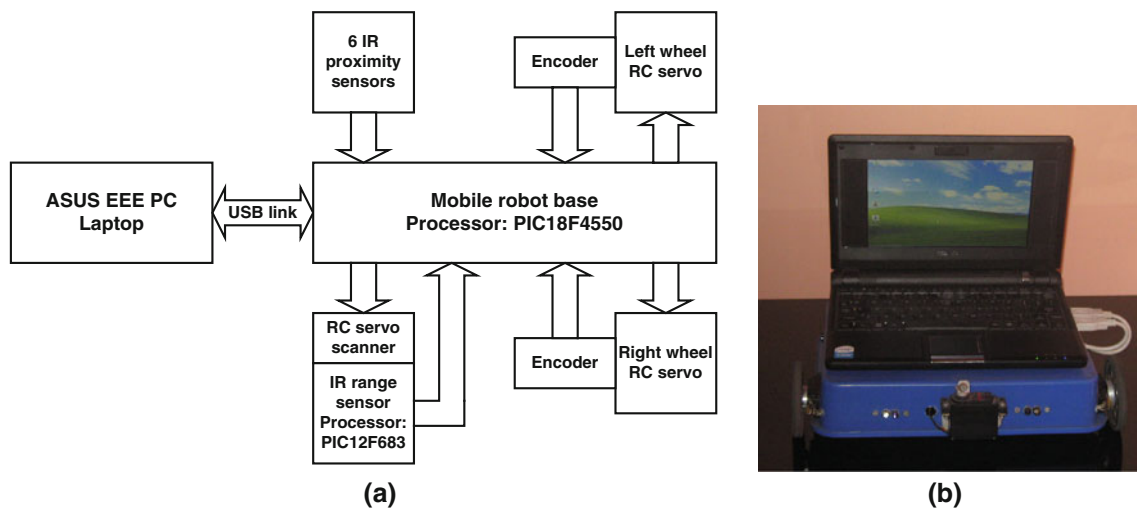 6 IR
proximity
sensors
Encoder
Left wheel
RC servo
ASUS EEE PC
Laptop
USB link
Mobile robot base
Processor: PIC18F4550
RC servo
scanner
IR range
sensor
Processor:
PIC12F683
Encoder
Right wheel
RC servo
(a)
(b)